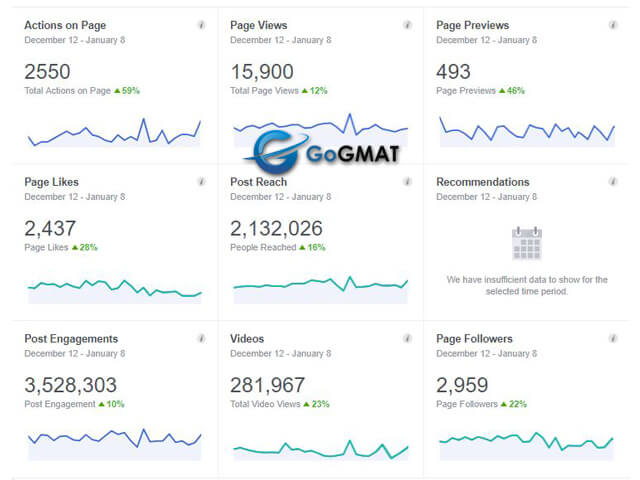 Actions on Page
December 12 - January 8
2550
Total Actions on Page 59%
Page Views
December 12 - January 8
15,900
Total Page Views 12%
Page Previews
December 12 - January 8
493
Page Previews 46%
GoGMAT
Page Likes
December 12 - January 8
2,437
Page Likes 28%
Post Reach
December 12 - January 8
2,132,026
People Reached 16%
Recommendations
December 12 - January 8
We have insufficient data to show for the
selected time period.
Post Engagements
December 12 - January 8
3,528,303
Post Engagement 10%
Videos
December 12 - January 8
281,967
Total Video Views 23%
Page Followers
December 12 - January 8
2,959
Page Followers 22%